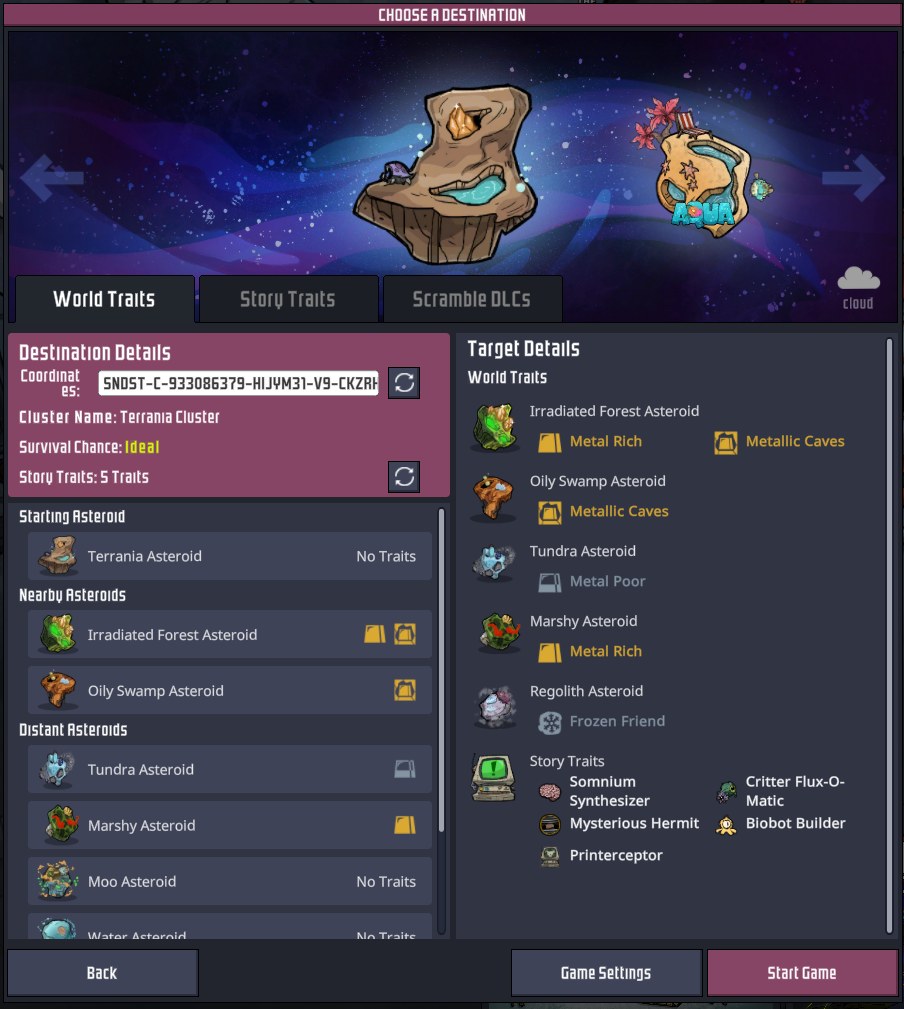 CHOOSE A DESTINATION
AQUA
cloud
World Traits
Story Traits
Scramble DLCs
Destination Details
Coordinat
es:
SNDST-C-933086379-HIJYM31-V9-CKZR
Cluster Name: Terrania Cluster
Survival Chance: Ideal
Story Traits: 5 Traits
Starting Asteroid
Terrania Asteroid No Traits
Nearby Asteroids
Irradiated Forest Asteroid
Oily Swamp Asteroid
Distant Asteroids
Tundra Asteroid
Marshy Asteroid
Moo Asteroid No Traits
Water Asteroid No Traits
Target Details
World Traits
Irradiated Forest Asteroid
Metal Rich Metallic Caves
Oily Swamp Asteroid
Metallic Caves
Tundra Asteroid
Metal Poor
Marshy Asteroid
Metal Rich
Regolith Asteroid
Frozen Friend
Story Traits
Somnium
Synthesizer
Critter Flux-O-
Matic
Mysterious Hermit Biobot Builder
Printerceptor
Back
Game Settings
Start Game